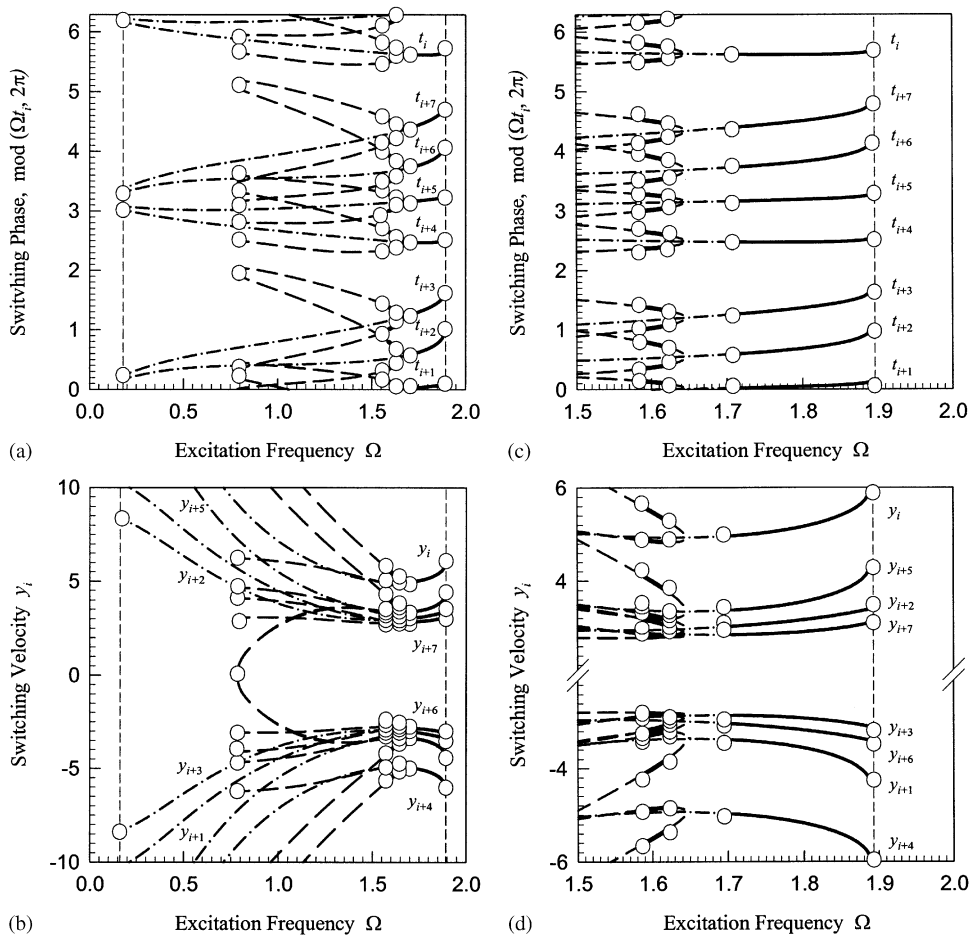 6
5
4
3
2
1
0
0.0 0.5 1.0 1.5 2.0
Switvhing Phase, mod (Ωt_i, 2π)
(a) Excitation Frequency Ω
t_i
t_{i+7}
t_{i+6}
t_{i+5}
t_{i+4}
t_{i+3}
t_{i+2}
t_{i+1}
6
5
4
3
2
1
0
1.5 1.6 1.7 1.8 1.9 2.0
Switching Phase, mod (Ωt_i, 2π)
(c) Excitation Frequency Ω
t_i
t_{i+7}
t_{i+6}
t_{i+5}
t_{i+4}
t_{i+3}
t_{i+2}
t_{i+1}
10
5
0
-5
-10
0.0 0.5 1.0 1.5 2.0
Switching Velocity y_i
(b) Excitation Frequency Ω
y_{i+5}
y_i
y_{i+2}
y_{i+7}
y_{i+6}
y_{i+3}
y_{i+4}
y_{i+1}
6
4
-4
-6
1.5 1.6 1.7 1.8 1.9 2.0
Switching Velocity y_i
(d) Excitation Frequency Ω
y_i
y_{i+5}
y_{i+2}
y_{i+7}
y_{i+3}
y_{i+6}
y_{i+1}
y_{i+4}